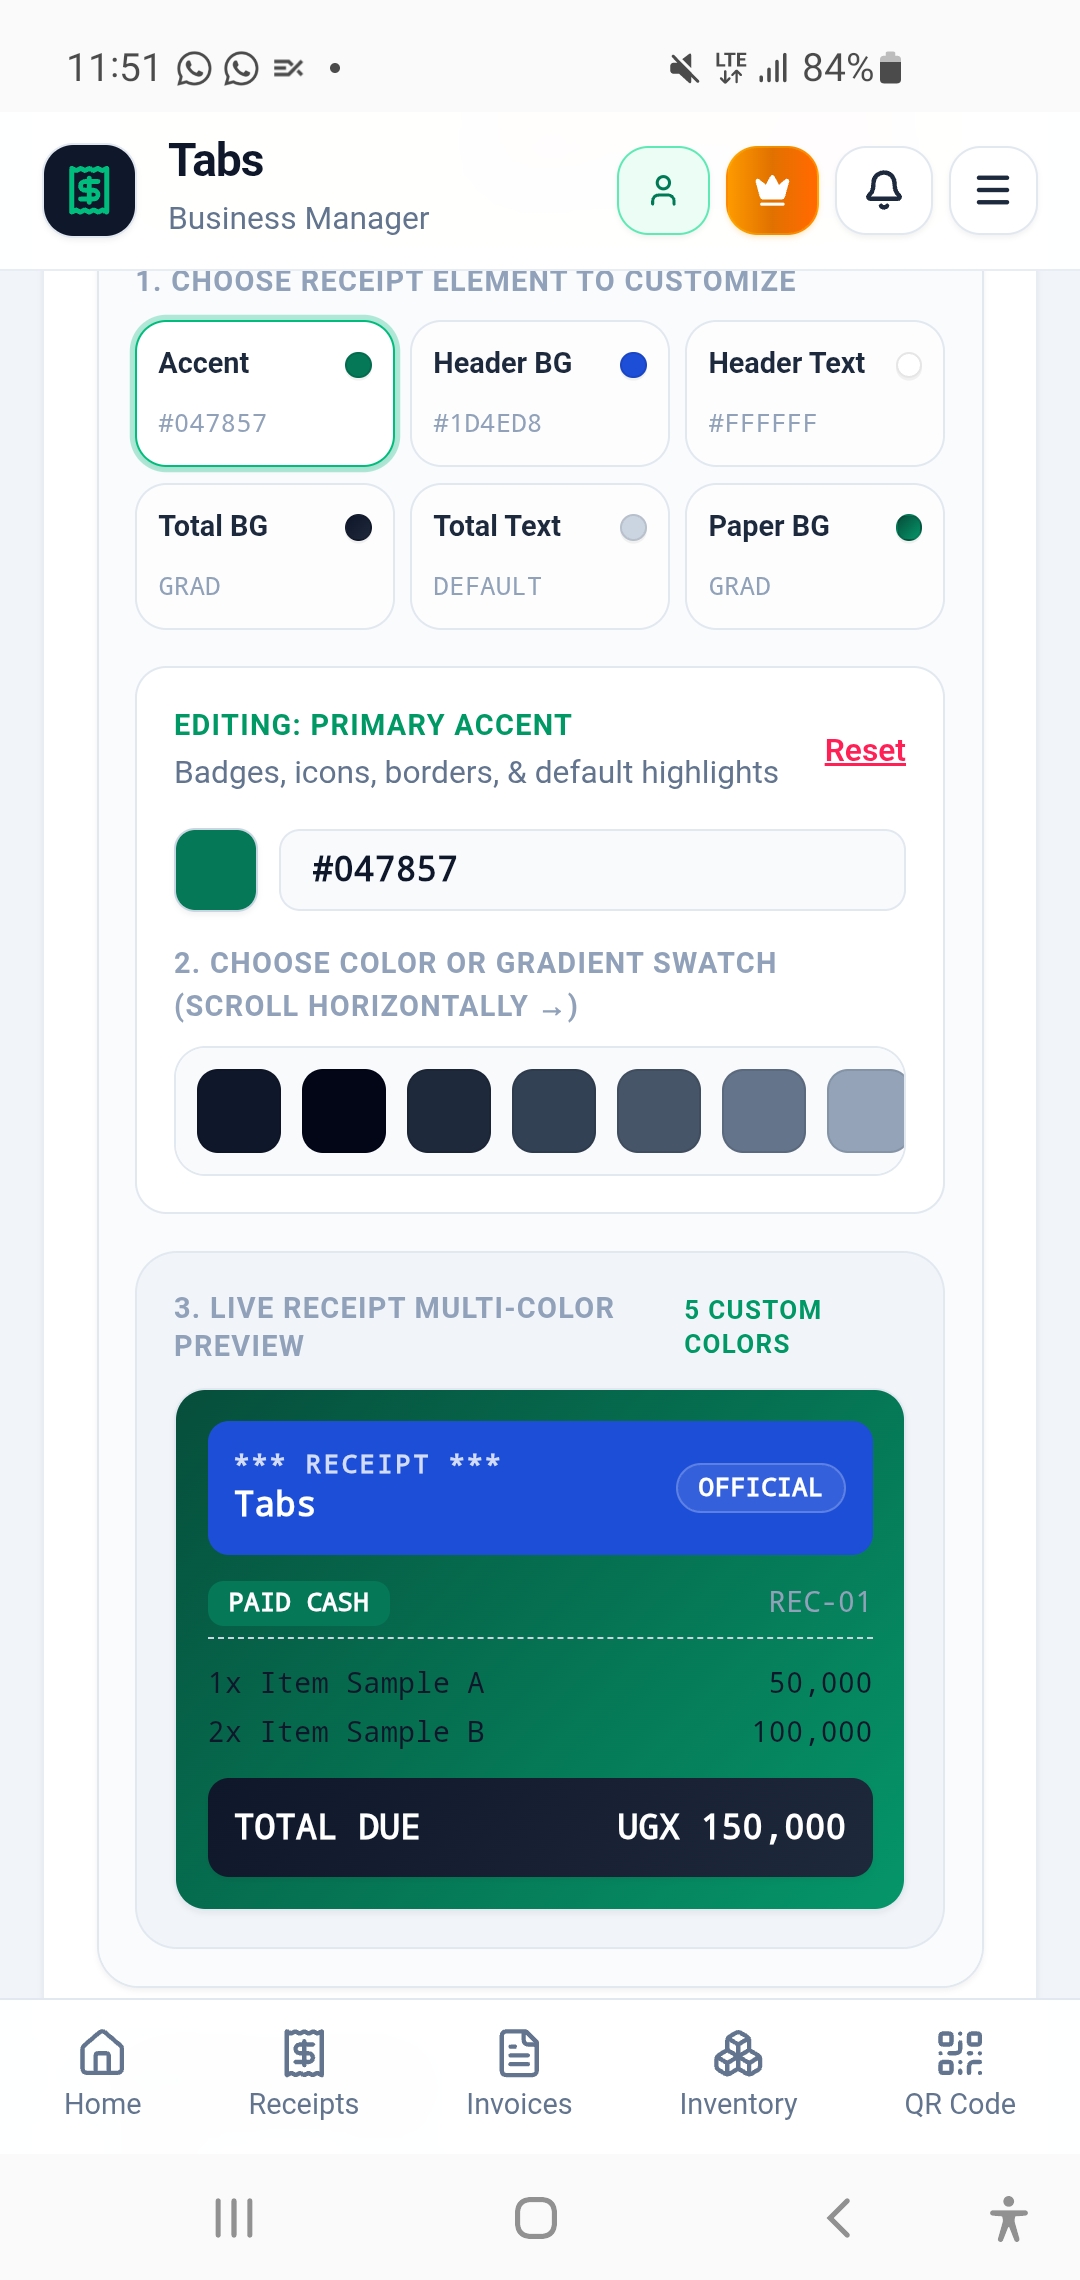 11:51
LTE
84%
Tabs
Business Manager
1. CHOOSE RECEIPT ELEMENT TO CUSTOMIZE
Accent
#047857
Header BG
#1D4ED8
Header Text
#FFFFFF
Total BG
GRAD
Total Text
DEFAULT
Paper BG
GRAD
EDITING: PRIMARY ACCENT
Badges, icons, borders, & default highlights
Reset
#047857
2. CHOOSE COLOR OR GRADIENT SWATCH
(SCROLL HORIZONTALLY →)
3. LIVE RECEIPT MULTI-COLOR
PREVIEW
5 CUSTOM
COLORS
*** RECEIPT ***
Tabs
OFFICIAL
PAID CASH
REC-01
1x Item Sample A 50,000
2x Item Sample B 100,000
TOTAL DUE UGX 150,000
Home
Receipts
Invoices
Inventory
QR Code